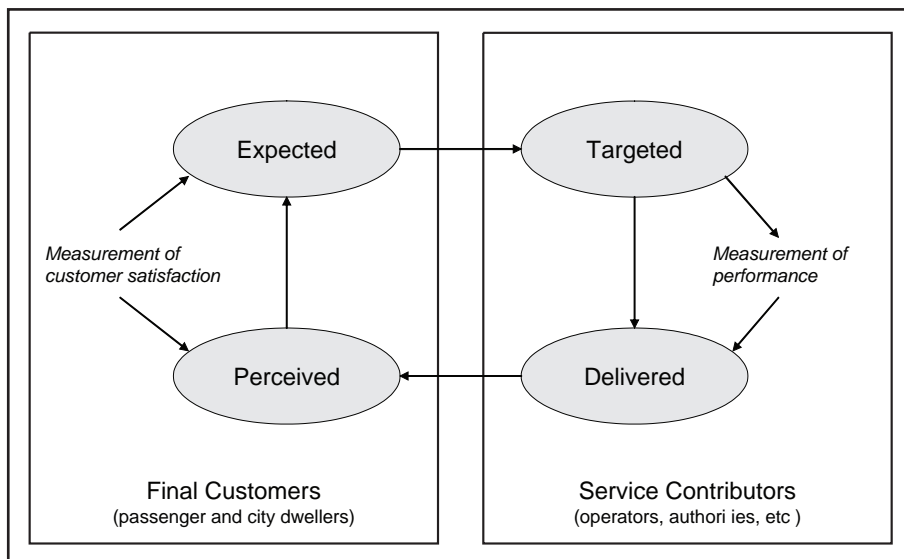 Expected
Targeted
Measurement of
customer satisfaction
Measurement of
performance
Perceived
Delivered
Final Customers
(passenger and city dwellers)
Service Contributors
(operators, authori ies, etc )